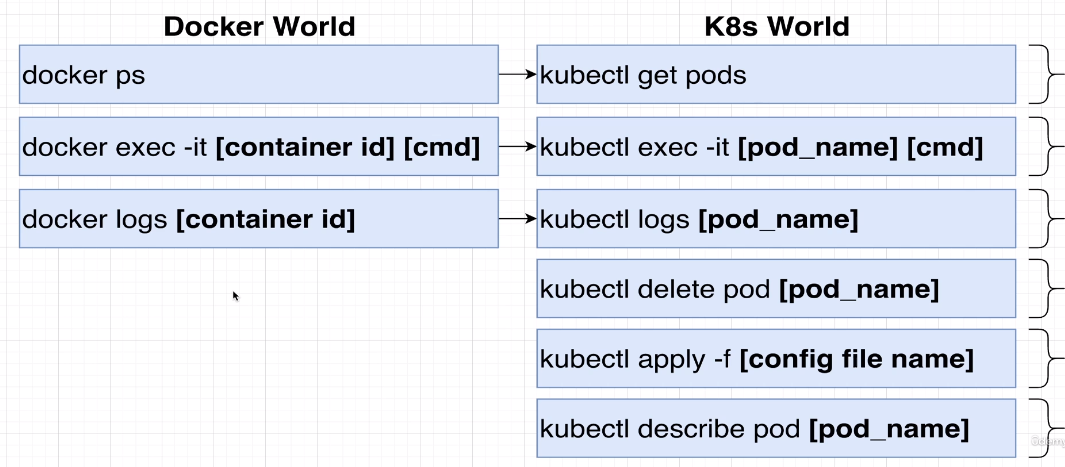 Docker World
K8s World
docker ps
kubectl get pods
docker exec -it [container id] [cmd]
kubectl exec -it [pod_name] [cmd]
docker logs [container id]
kubectl logs [pod_name]
kubectl delete pod [pod_name]
kubectl apply -f [config file name]
kubectl describe pod [pod_name]